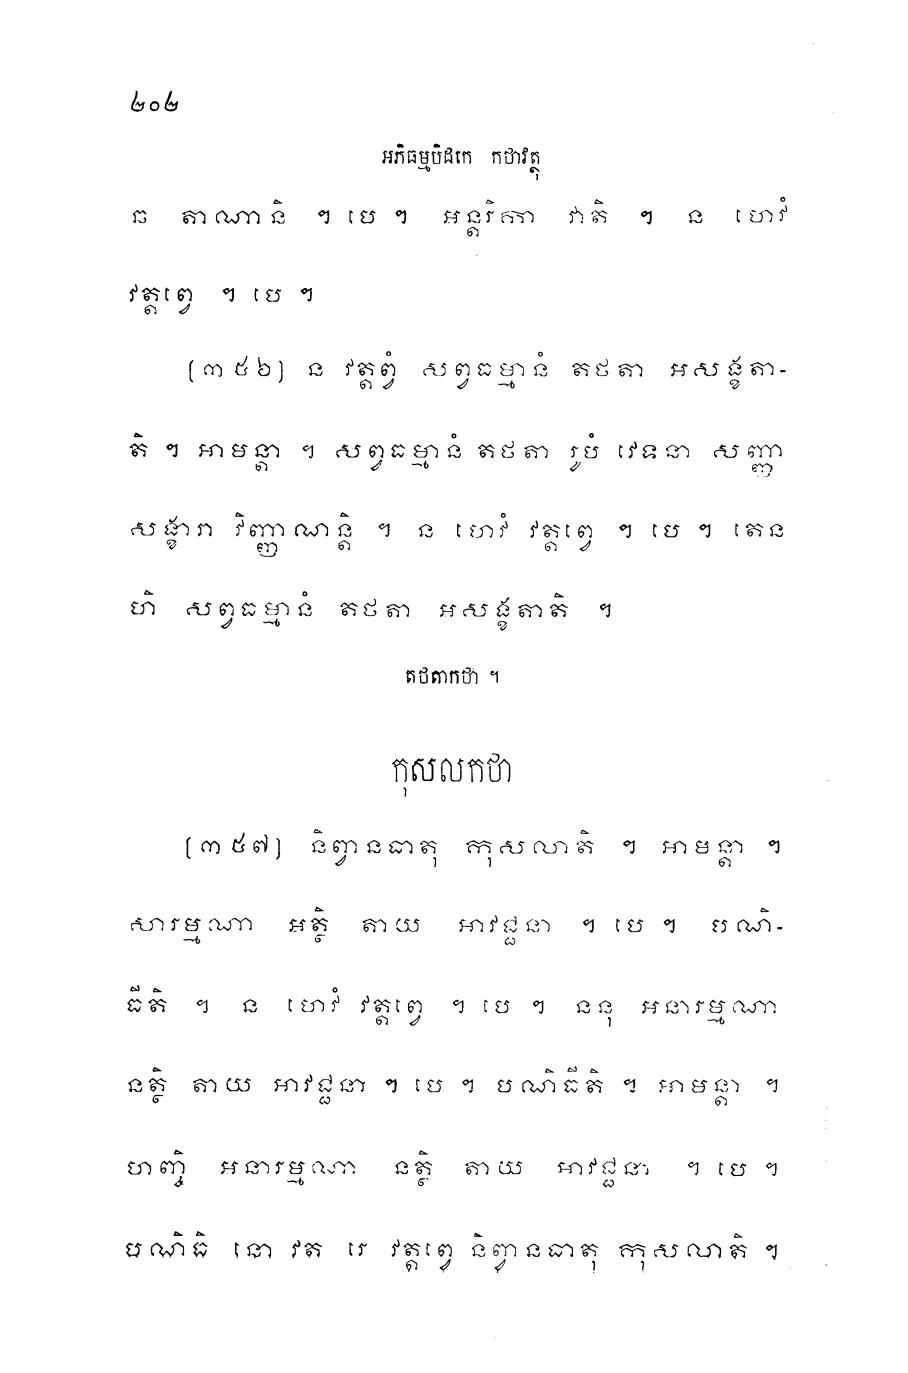 ២០២
អភិធម្មបិដកេ កថាវត្ថុ
ឆ តាណានិ ។ បេ ។ អន្តរិកា វាតិ ។ ន ហេវំ
វត្តព្វេ ។ បេ ។
(៣៥៦) ន វត្តព្វំ សព្វធម្មានំ តថតា អសង្ខតា-
តិ ។ អាមន្តា ។ សព្វធម្មានំ តថតា រូបំ វេទនា សញ្ញា
សង្ខារា វិញ្ញាណន្តិ ។ ន ហេវំ វត្តព្វេ ។ បេ ។ តេន
ហិ សព្វធម្មានំ តថតា អសង្ខតាតិ ។
តថតាកថា ។
កុសលកថា
(៣៥៧) និព្វានធាតុ កុសលាតិ ។ អាមន្តា ។
សារម្មណា អត្ថិ តាយ អាវជ្ជនា ។ បេ ។ បណិ-
ធីតិ ។ ន ហេវំ វត្តព្វេ ។ បេ ។ ននុ អនារម្មណា
នត្ថិ តាយ អាវជ្ជនា ។ បេ ។ បណិធីតិ ។ អាមន្តា ។
ហញ្ចិ អនារម្មណា នត្ថិ តាយ អាវជ្ជនា ។ បេ ។
បណិធិ នោ វត រេ វត្តព្វេ និព្វានធាតុ កុសលាតិ ។